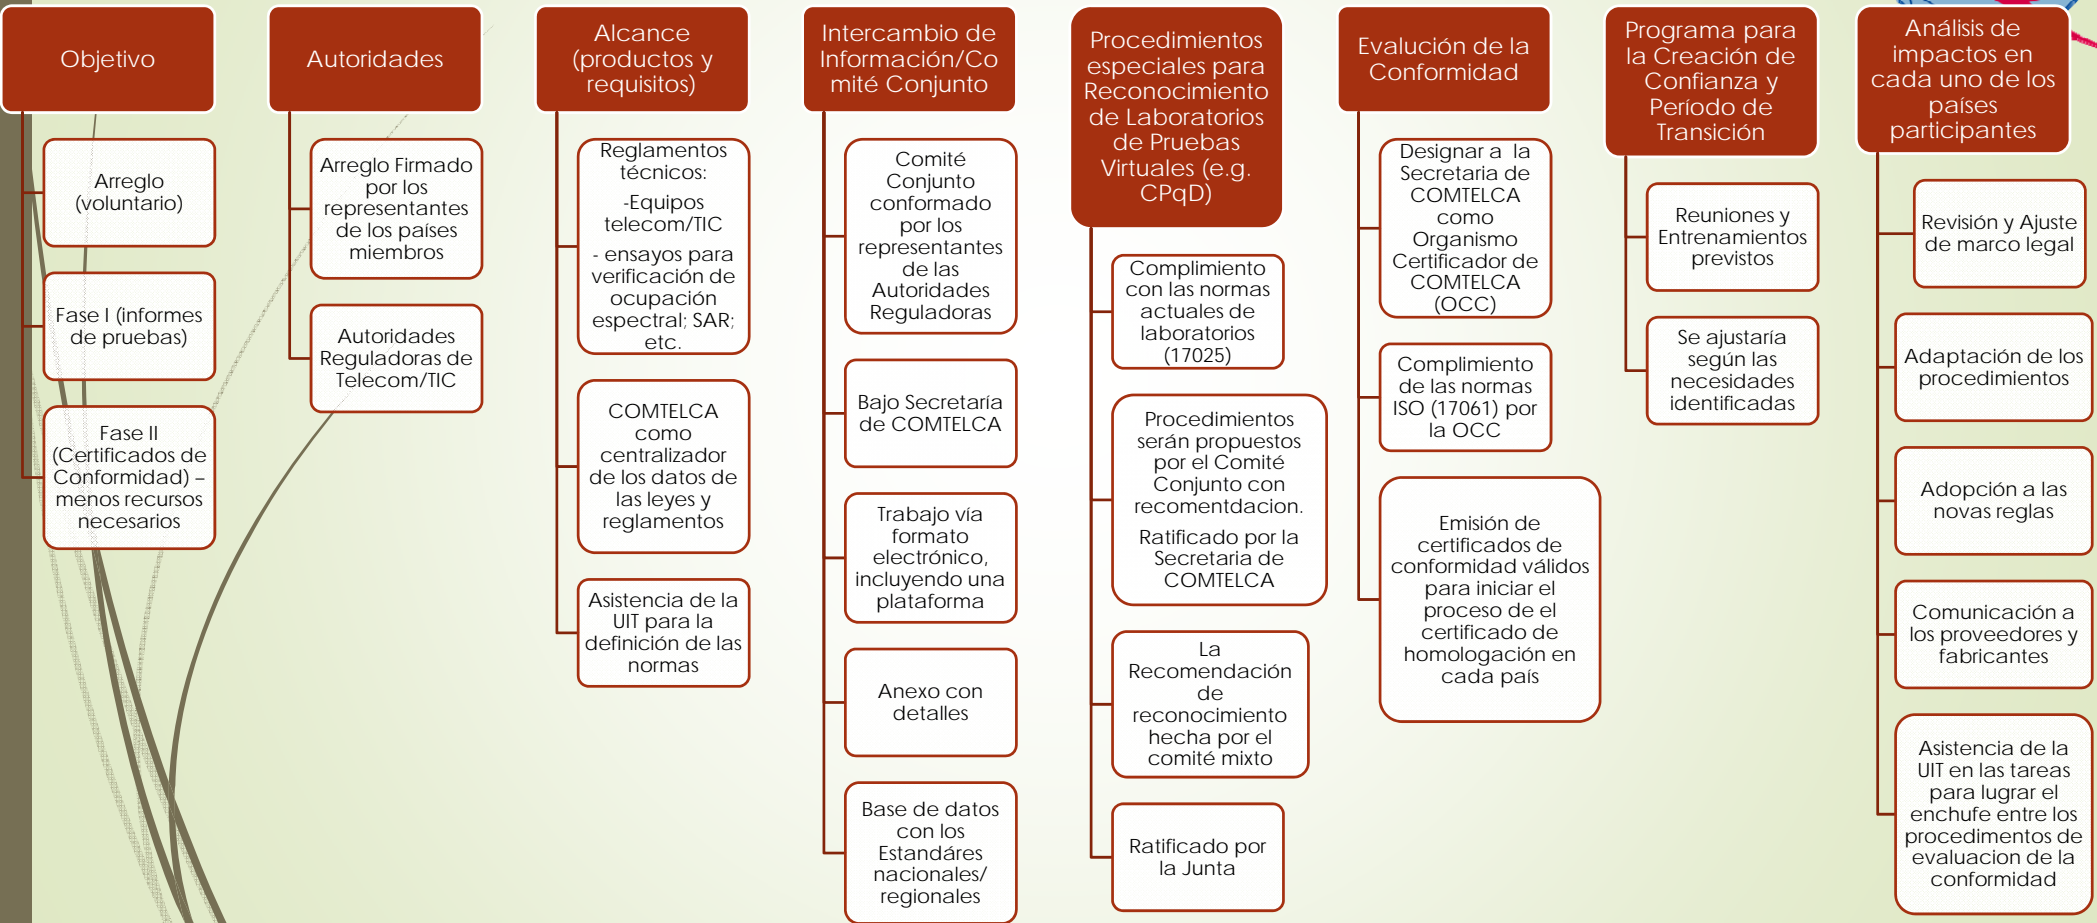 Objetivo
Arreglo
(voluntario)
Fase I (informes
de pruebas)
Fase II
(Certificados de
Conformidad) –
menos recursos
necesarios
Autoridades
Arreglo Firmado
por los
representantes
de los países
miembros
Autoridades
Reguladoras de
Telecom/TIC
Alcance
(productos y
requisitos)
Reglamentos
técnicos:
-Equipos
telecom/TIC
- ensayos para
verificación de
ocupación
espectral; SAR;
etc.
COMTELCA
como
centralizador
de los datos de
las leyes y
reglamentos
Asistencia de la
UIT para la
definición de las
normas
Intercambio de
Información/Co
mité Conjunto
Comité
Conjunto
conformado
por los
representantes
de las
Autoridades
Reguladoras
Bajo Secretaría
de COMTELCA
Trabajo vía
formato
electrónico,
incluyendo una
plataforma
Anexo con
detalles
Base de datos
con los
Estandáres
nacionales/
regionales
Procedimientos
especiales para
Reconocimiento
de Laboratorios
de Pruebas
Virtuales (e.g.
CPqD)
Complimiento
con las normas
actuales de
laboratorios
(17025)
Procedimientos
serán propuestos
por el Comité
Conjunto con
recomentdacion.
Ratificado por la
Secretaria de
COMTELCA
La
Recomendación
de
reconocimiento
hecha por el
comité mixto
Ratificado por
la Junta
Evalución de la
Conformidad
Designar a  la
Secretaria de
COMTELCA
como
Organismo
Certificador de
COMTELCA
(OCC)
Complimiento
de las normas
ISO (17061) por
la OCC
Emisión de
certificados de
conformidad válidos
para iniciar el
proceso de el
certificado de
homologación en
cada país
Programa para
la Creación de
Confianza y
Período de
Transición
Reuniones y
Entrenamientos
previstos
Se ajustaría
según las
necesidades
identificadas
Análisis de
impactos en
cada uno de los
países
participantes
Revisión y Ajuste
de marco legal
Adaptación de los
procedimientos
Adopción a las
novas reglas
Comunicación a
los proveedores y
fabricantes
Asistencia de la
UIT en las tareas
para lugrar el
enchufe entre los
procedimentos de
evaluacion de la
conformidad